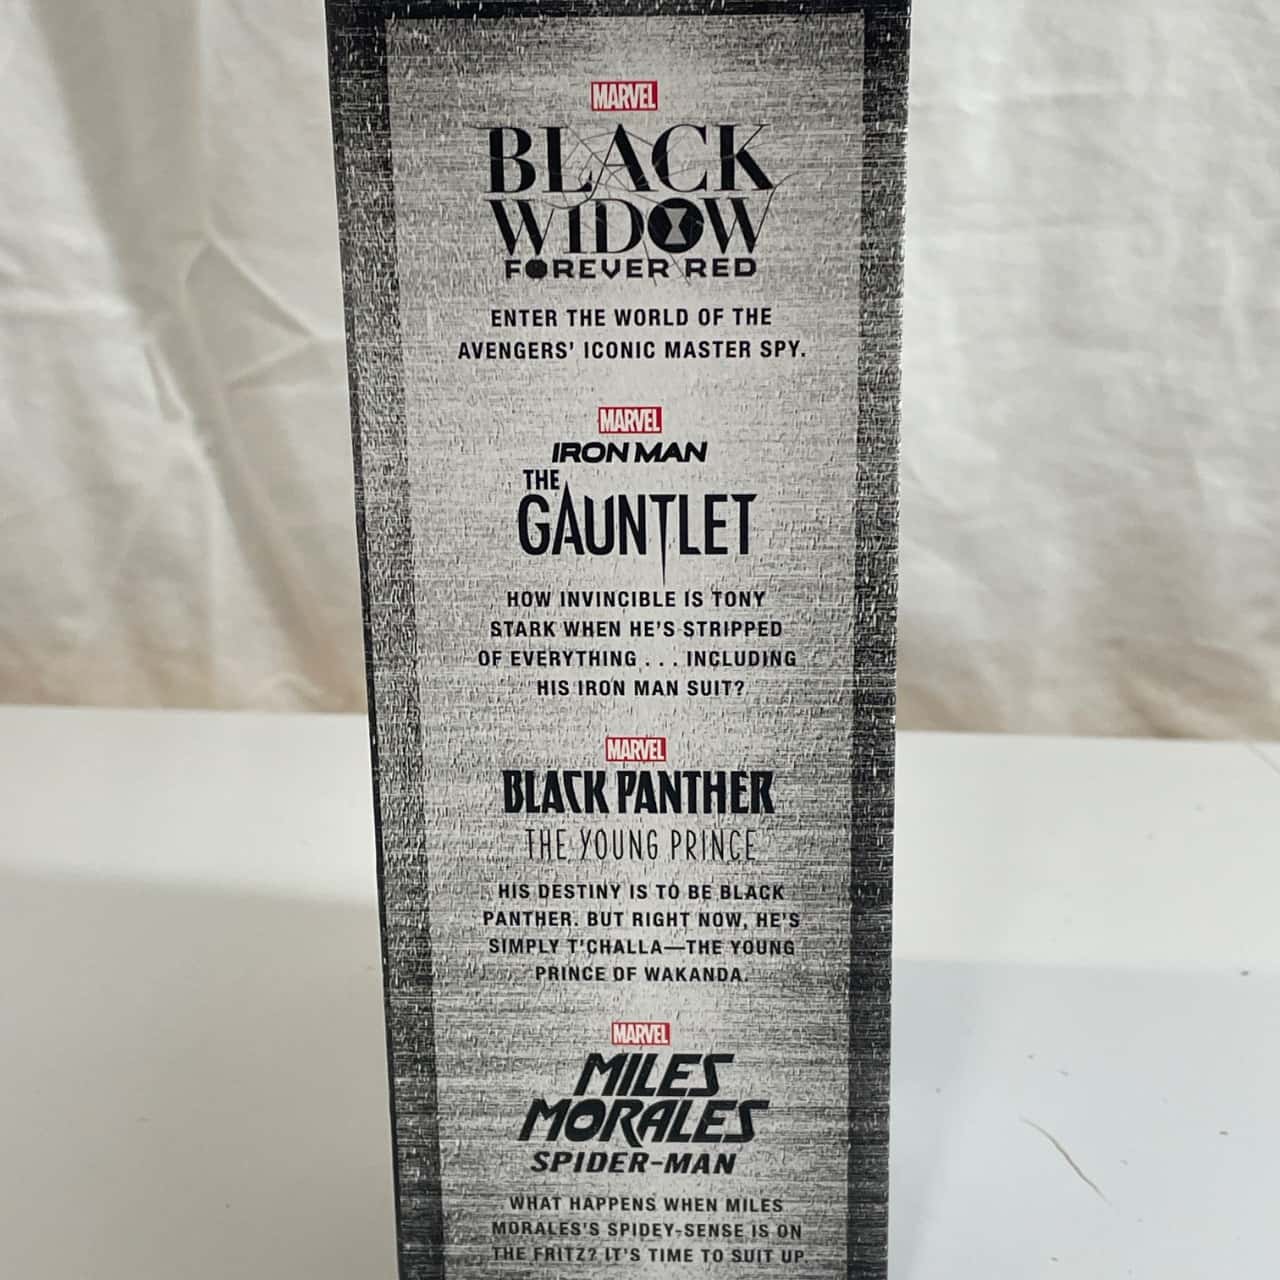 MARVEL
BLACK
WIDOW
FOREVER RED
ENTER THE WORLD OF THE
AVENGERS' ICONIC MASTER SPY.
MARVEL
IRON MAN
THE
GAUNTLET
HOW INVINCIBLE IS TONY
STARK WHEN HE'S STRIPPED
OF EVERYTHING . . . INCLUDING
HIS IRON MAN SUIT?
MARVEL
BLACK PANTHER
THE YOUNG PRINCE
HIS DESTINY IS TO BE BLACK
PANTHER. BUT RIGHT NOW, HE'S
SIMPLY T'CHALLA—THE YOUNG
PRINCE OF WAKANDA.
MARVEL
MILES
MORALES
SPIDER-MAN
WHAT HAPPENS WHEN MILES
MORALES'S SPIDEY-SENSE IS ON
THE FRITZ? IT'S TIME TO SUIT UP.